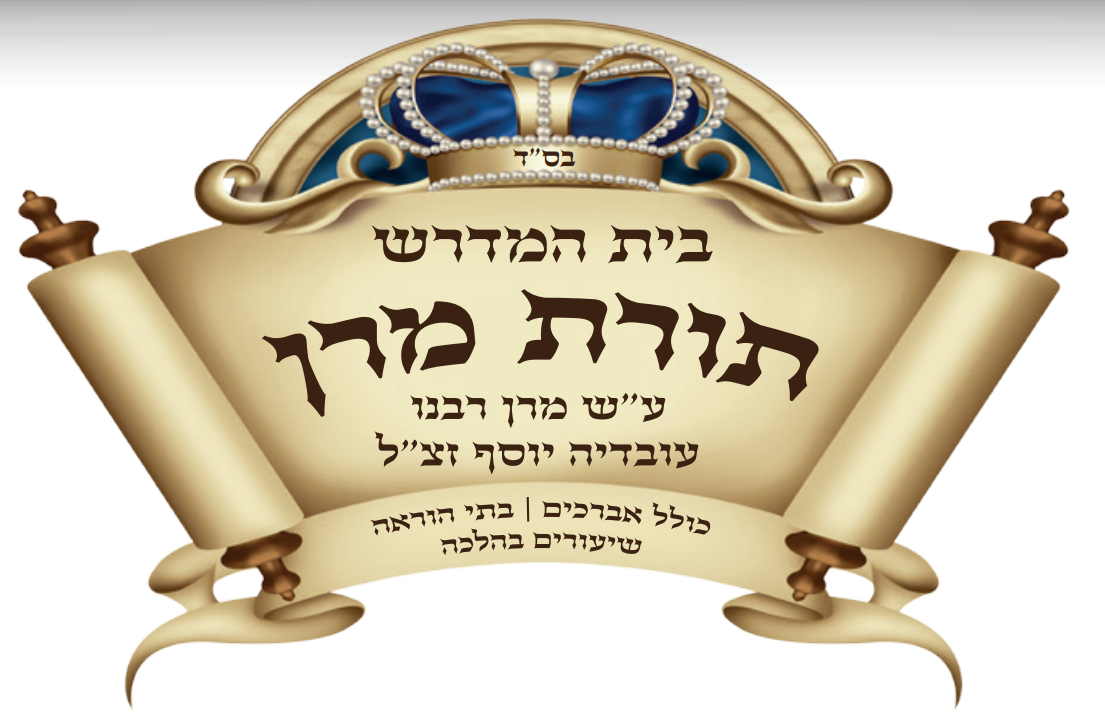 בס״ד
בית המדרש
תורת מרן
ע״ש מרן רבנו
עובדיה יוסף זצ״ל
כולל אברכים | בתי הוראה
שיעורים בהלכה